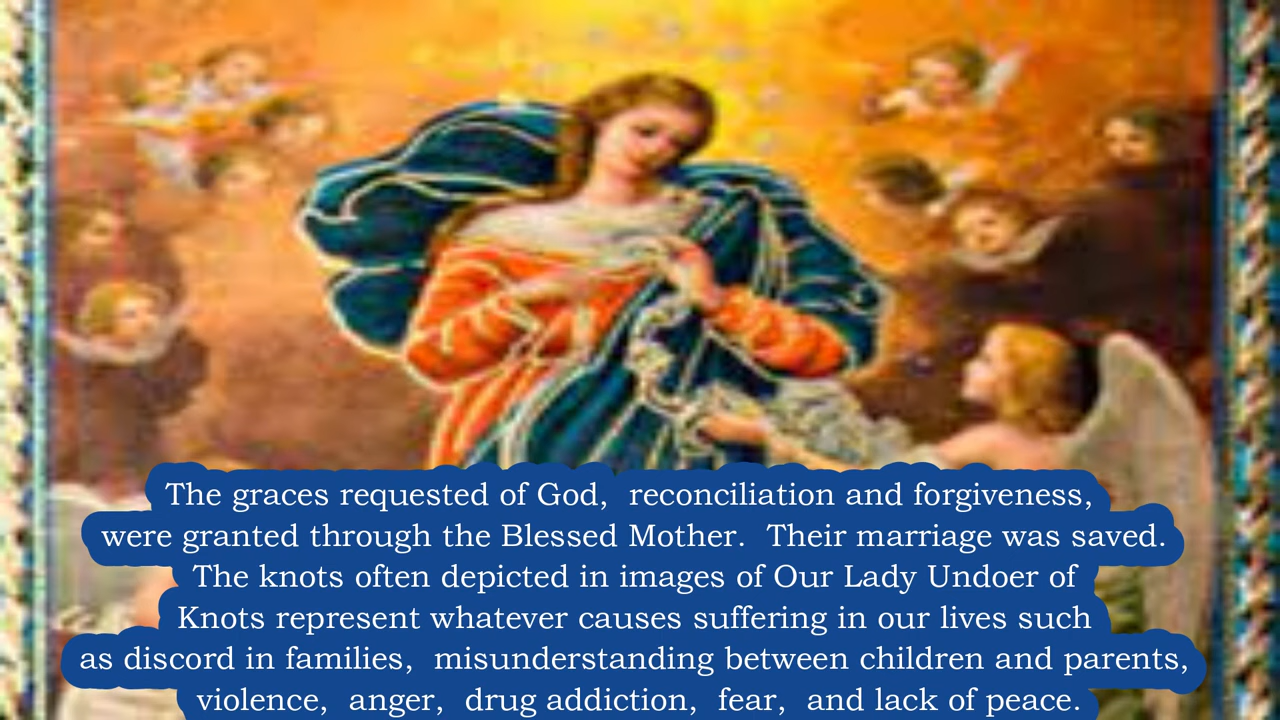 The graces requested of God,  reconciliation and forgiveness,
were granted through the Blessed Mother.  Their marriage was saved.
The knots often depicted in images of Our Lady Undoer of
Knots represent whatever causes suffering in our lives such
as discord in families,  misunderstanding between children and parents,
violence,  anger,  drug addiction,  fear,  and lack of peace.